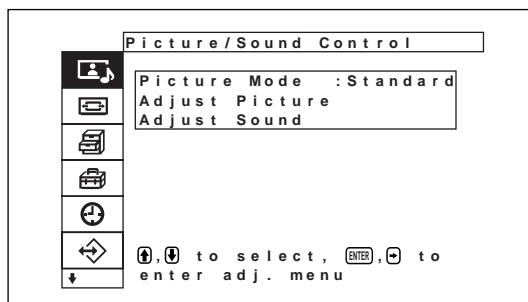 Picture/Sound Control
Picture Mode :Standard
Adjust Picture
Adjust Sound
↑,↓ to select, ENTER,→ to
enter adj. menu